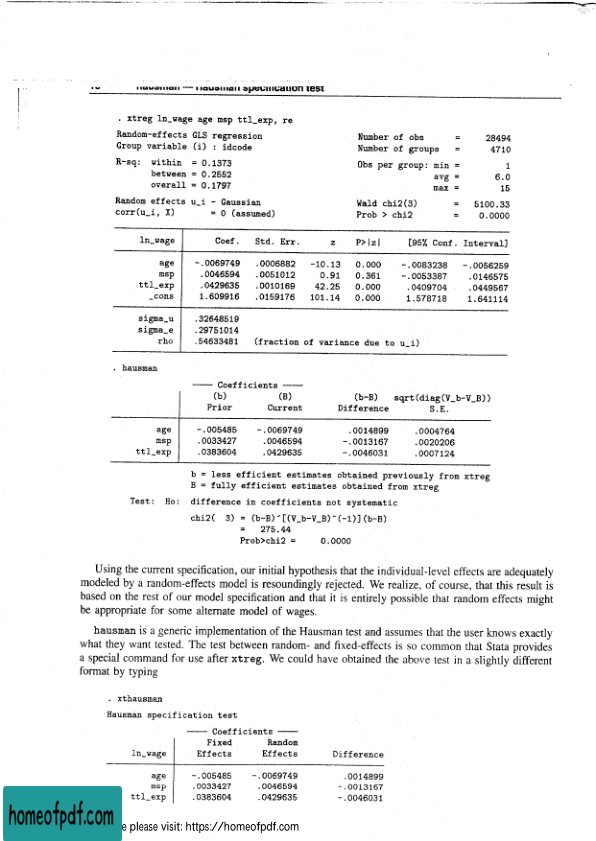 hausman — Hausman specification test
. xtreg ln_wage age msp ttl_exp, re
Random-effects GLS regression Number of obs = 28494
Group variable (i) : idcode Number of groups = 4710
R-sq: within = 0.1373 Obs per group: min = 1
between = 0.2552 avg = 6.0
overall = 0.1797 max = 15
Random effects u_i ~ Gaussian Wald chi2(3) = 5100.33
corr(u_i, X) = 0 (assumed) Prob > chi2 = 0.0000
ln_wage Coef. Std. Err. z P>|z| [95% Conf. Interval]
age -.0069749 .0006882 -10.13 0.000 -.0083238 -.0056259
msp .0046594 .0051012 0.91 0.361 -.0053387 .0146575
ttl_exp .0429635 .0010169 42.25 0.000 .0409704 .0449567
_cons 1.609916 .0159176 101.14 0.000 1.578718 1.641114
sigma_u .32648519
sigma_e .29751014
rho .54633481 (fraction of variance due to u_i)
. hausman
—— Coefficients ——
(b) (B) (b-B) sqrt(diag(V_b-V_B))
Prior Current Difference S.E.
age -.005485 -.0069749 .0014899 .0004764
msp .0033427 .0046594 -.0013167 .0020206
ttl_exp .0383604 .0429635 -.0046031 .0007124
b = less efficient estimates obtained previously from xtreg
B = fully efficient estimates obtained from xtreg
Test: Ho: difference in coefficients not systematic
chi2( 3) = (b-B)'[(V_b-V_B)^(-1)](b-B)
= 275.44
Prob>chi2 = 0.0000
Using the current specification, our initial hypothesis that the individual-level effects are adequately
modeled by a random-effects model is resoundingly rejected. We realize, of course, that this result is
based on the rest of our model specification and that it is entirely possible that random effects might
be appropriate for some alternate model of wages.
hausman is a generic implementation of the Hausman test and assumes that the user knows exactly
what they want tested. The test between random- and fixed-effects is so common that Stata provides
a special command for use after xtreg. We could have obtained the above test in a slightly different
format by typing
. xthausman
Hausman specification test
—— Coefficients ——
Fixed Random
ln_wage Effects Effects Difference
age -.005485 -.0069749 .0014899
msp .0033427 .0046594 -.0013167
ttl_exp .0383604 .0429635 -.0046031
homeofpdf.com
e please visit: https://homeofpdf.com